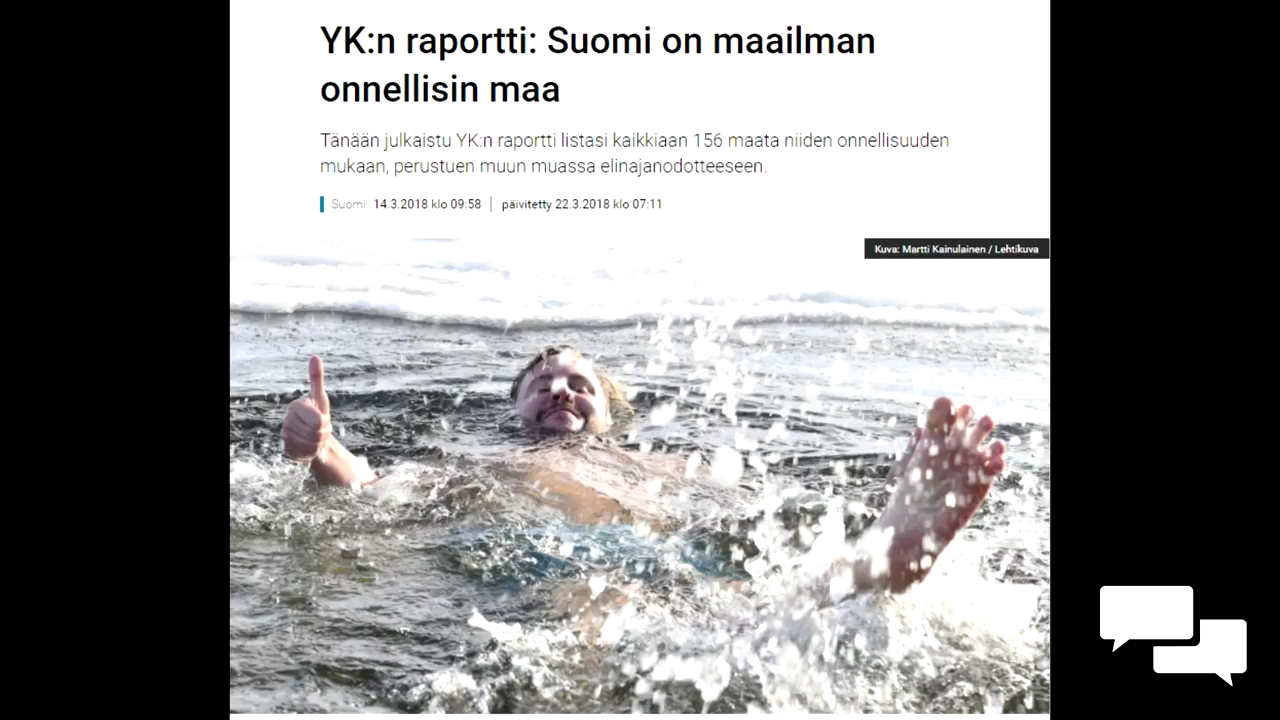 YK:n raportti: Suomi on maailman
onnellisin maa
Tänään julkaistu YK:n raportti listasi kaikkiaan 156 maata niiden onnellisuuden
mukaan, perustuen muun muassa elinajanodotteeseen.
Suomi 14.3.2018 klo 09:58 | päivitetty 22.3.2018 klo 07:11
Kuva: Martti Kainulainen / Lehtikuva